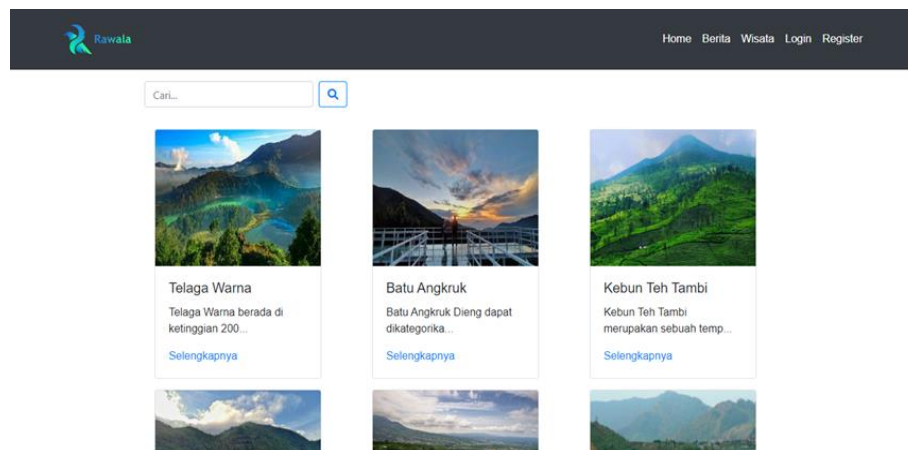 Rawala
Home Berita Wisata Login Register
Cari...
Telaga Warna
Telaga Warna berada di
ketinggian 200...
Selengkapnya
Batu Angkruk
Batu Angkruk Dieng dapat
dikategorika...
Selengkapnya
Kebun Teh Tambi
Kebun Teh Tambi
merupakan sebuah temp...
Selengkapnya